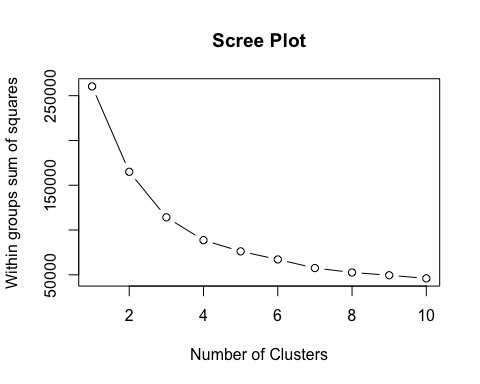 Scree Plot
Within groups sum of squares
250000
150000
50000
2 4 6 8 10
Number of Clusters